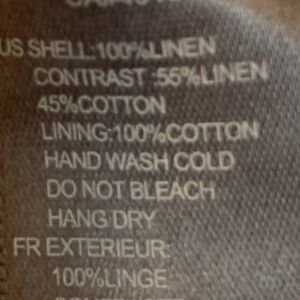 US SHELL:100%LINEN
CONTRAST :55%LINEN
45%COTTON
LINING:100%COTTON
HAND WASH COLD
DO NOT BLEACH
HANG DRY
FR EXTERIEUR:
100%LINGE